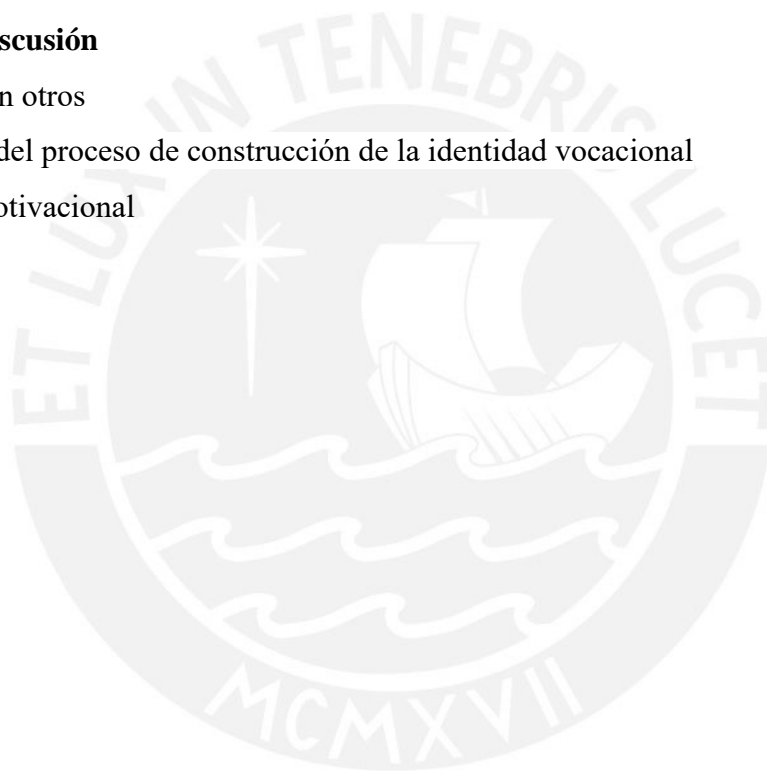 scusión
n otros
del proceso de construcción de la identidad vocacional
otivacional
ET LUX IN TENEBRIS LUCET
MCMXVII